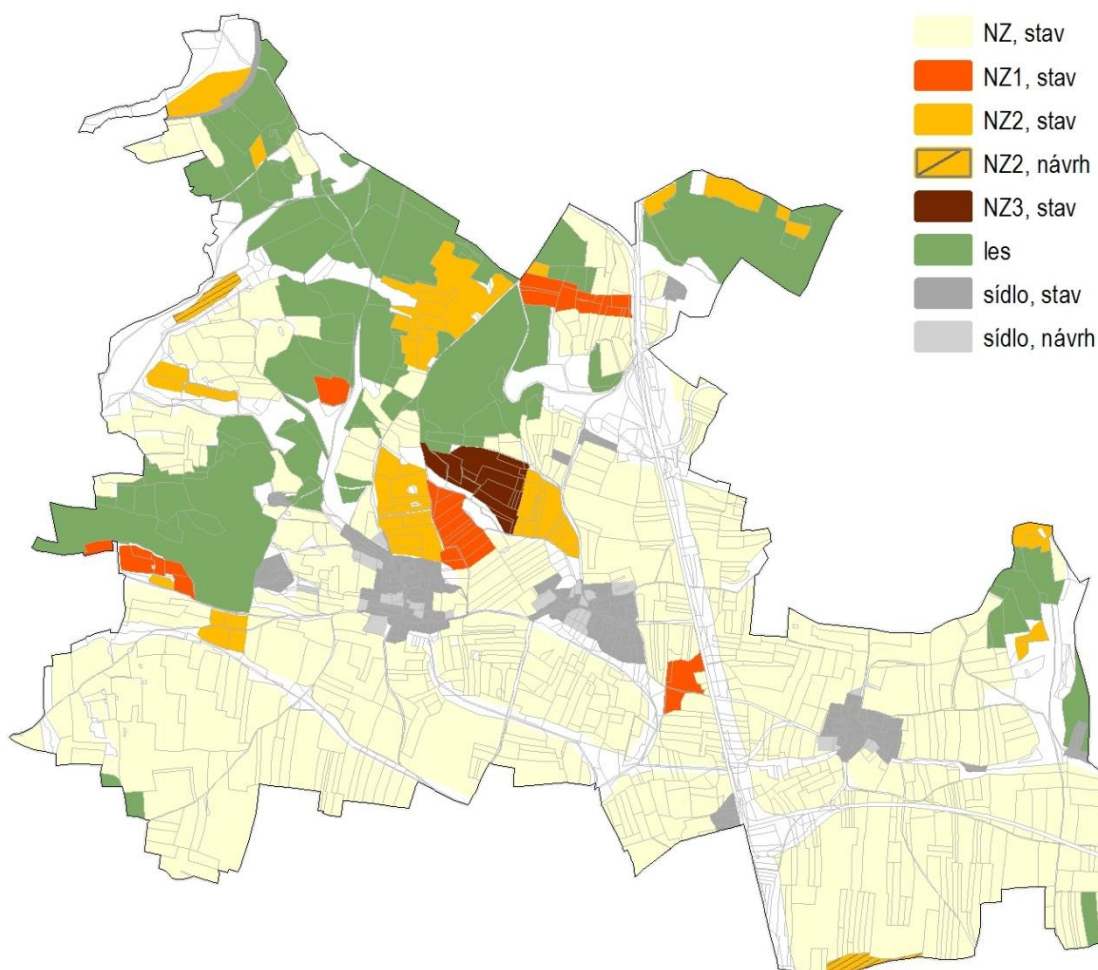 NZ, stav
NZ1, stav
NZ2, stav
NZ2, návrh
NZ3, stav
les
sídlo, stav
sídlo, návrh